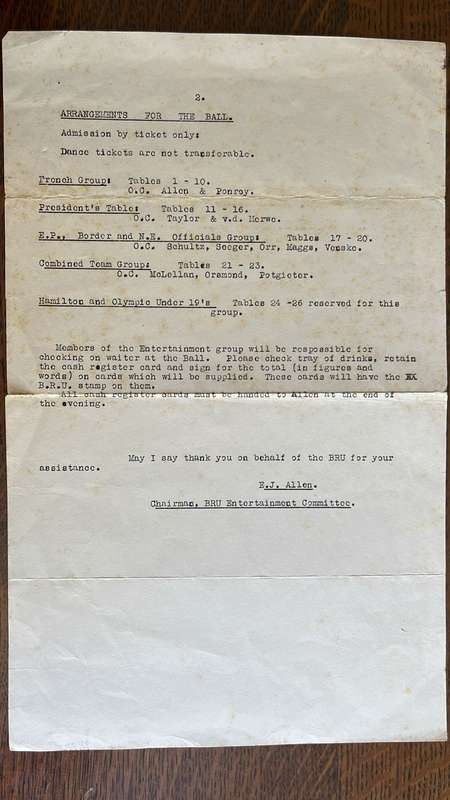 2.
ARRANGEMENTS FOR THE BALL.
Admission by ticket only:
Dance tickets are not transferable.
French Group: Tables 1 - 10.
O.C. Allen & Penroy.
President's Table: Tables 11 - 16.
O.C. Taylor & v.d. Merwe.
E.P., Border and N.E. Officials Group: Tables 17 - 20.
O.C. Schultz, Seeger, Orr, Maggs, Venske.
Combined Team Group: Tables 21 - 23.
O.C. McLellan, Orsmond, Potgieter.
Hamilton and Olympic Under 19's Tables 24 -26 reserved for this
group.
Members of the Entertainment group will be responsible for
checking on waiter at the Ball. Please check tray of drinks, retain
the cash register card and sign for the total (in figures and
words) on cards which will be supplied. These cards will have the
B.R.U. stamp on them.
All cash register cards must be handed to Allen at the end of
the evening.
May I say thank you on behalf of the BRU for your
assistance.
E.J. Allen.
Chairman, BRU Entertainment Committee.